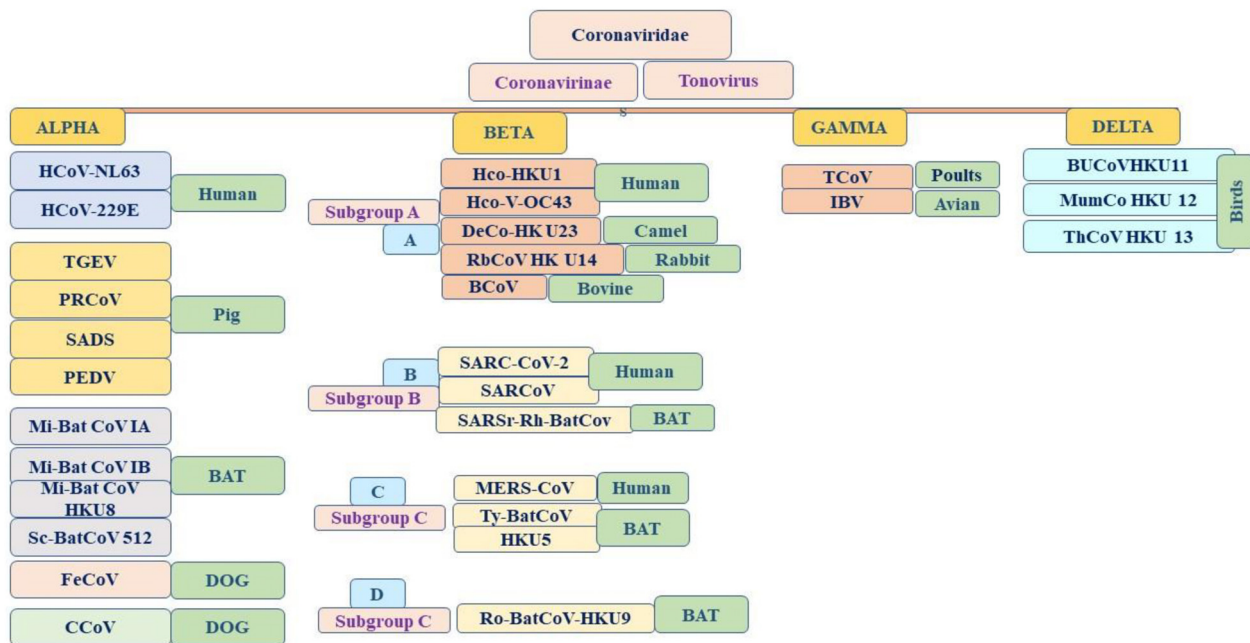 Coronaviridae
Coronavirinae
Tonovirus
s
ALPHA
BETA
GAMMA
DELTA
HCoV-NL63
HCoV-229E
Human
TGEV
PRCoV
SADS
PEDV
Pig
Mi-Bat CoV IA
Mi-Bat CoV IB
Mi-Bat CoV
HKU8
Sc-BatCoV 512
BAT
FeCoV
DOG
CCoV
DOG
Subgroup A
A
Hco-HKU1
Hco-V-OC43
Human
DeCo-HK U23
Camel
RbCoV HK U14
Rabbit
BCoV
Bovine
B
Subgroup B
SARC-CoV-2
SARCoV
Human
SARSr-Rh-BatCov
BAT
C
Subgroup C
MERS-CoV
Human
Ty-BatCoV
HKU5
BAT
D
Subgroup C
Ro-BatCoV-HKU9
BAT
TCoV
Poults
IBV
Avian
BUCoVHKU11
MumCo HKU 12
ThCoV HKU 13
Birds